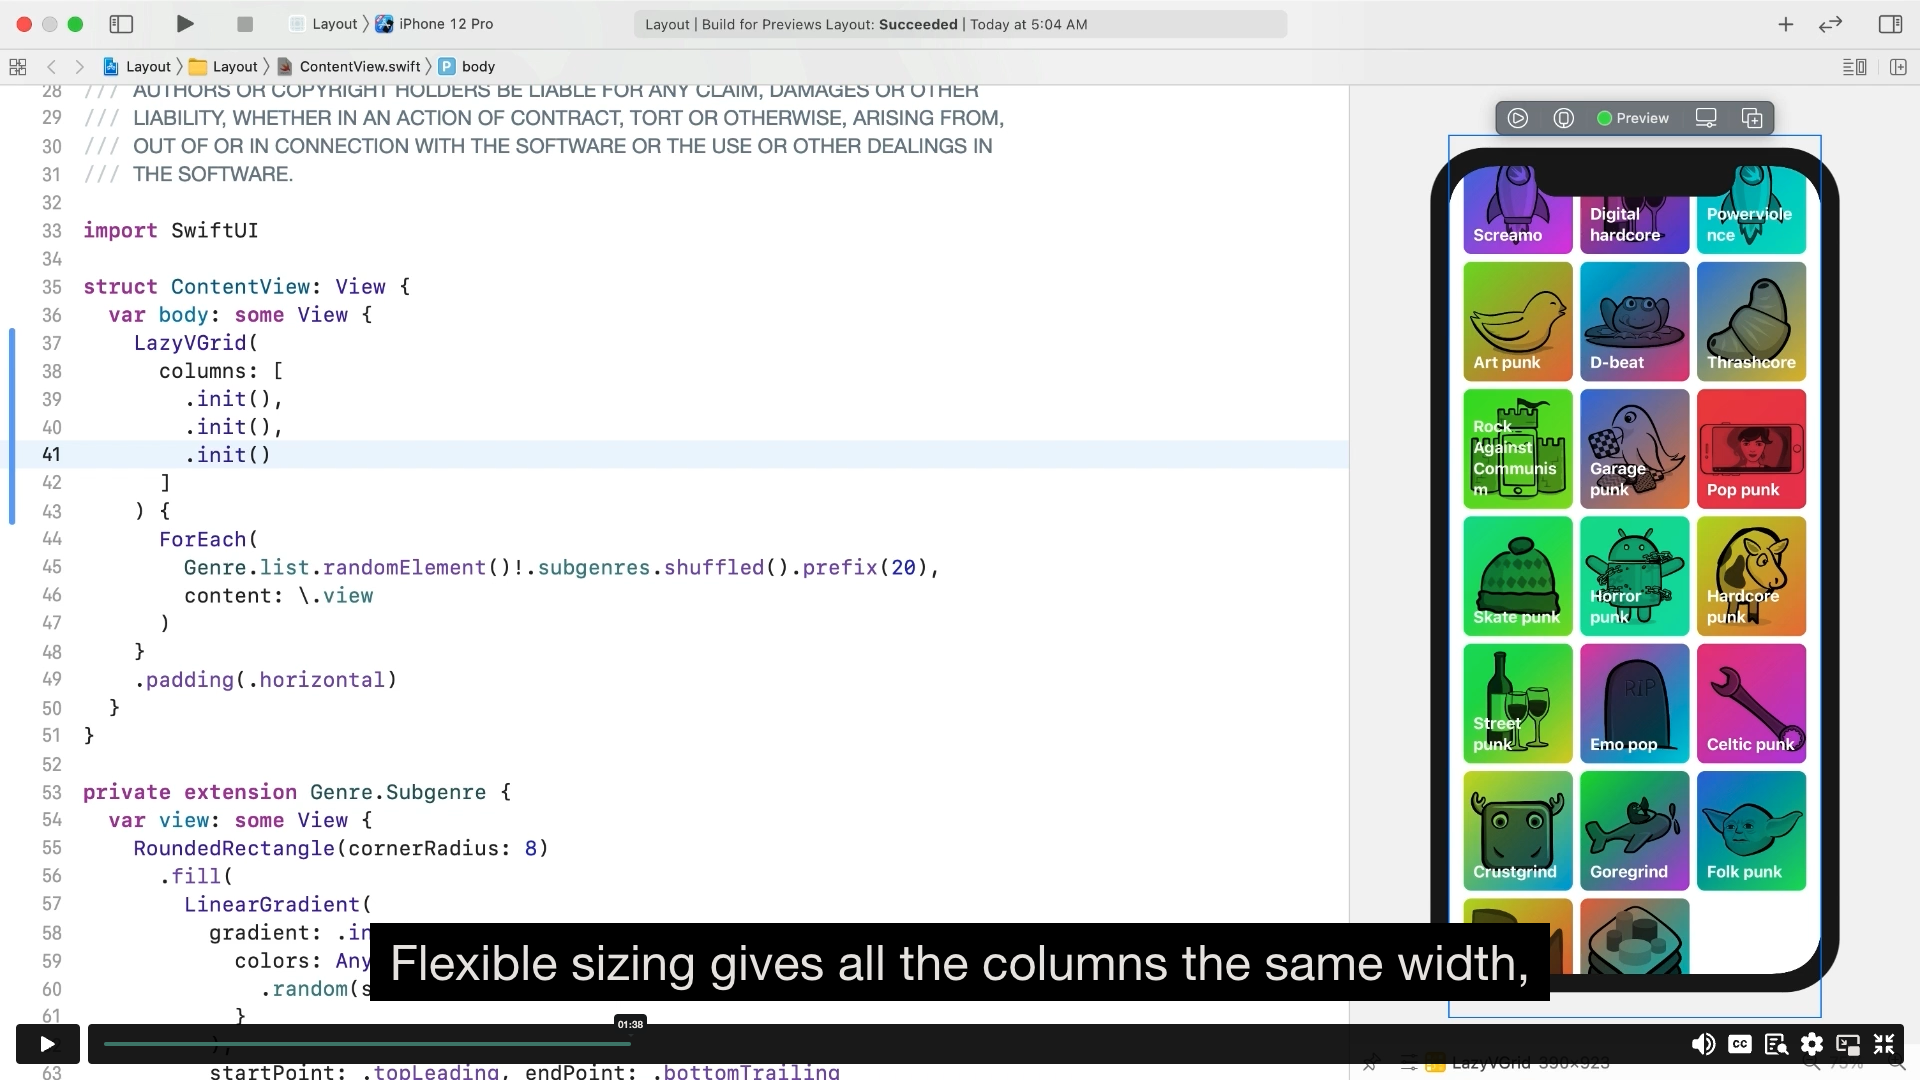 Layout 〉 iPhone 12 Pro
Layout | Build for Previews Layout: Succeeded | Today at 5:04 AM
Layout 〉 Layout 〉 ContentView.swift 〉 P body
28 /// AUTHORS OR COPYRIGHT HOLDERS BE LIABLE FOR ANY CLAIM, DAMAGES OR OTHER
29 /// LIABILITY, WHETHER IN AN ACTION OF CONTRACT, TORT OR OTHERWISE, ARISING FROM,
30 /// OUT OF OR IN CONNECTION WITH THE SOFTWARE OR THE USE OR OTHER DEALINGS IN
31 /// THE SOFTWARE.
32
33 import SwiftUI
34
35 struct ContentView: View {
36 var body: some View {
37 LazyVGrid(
38 columns: [
39 .init(),
40 .init(),
41 .init()
42 ]
43 ) {
44 ForEach(
45 Genre.list.randomElement()!.subgenres.shuffled().prefix(20),
46 content: \.view
47 )
48 }
49 .padding(.horizontal)
50 }
51 }
52
53 private extension Genre.Subgenre {
54 var view: some View {
55 RoundedRectangle(cornerRadius: 8)
56 .fill(
57 LinearGradient(
58 gradient: .in
59 colors: Any
60 .random(s
61 }
),
63 startPoint: .topLeading, endPoint: .bottomTrailing
Preview
Screamo
Digital
hardcore
Powerviole
nce
Art punk
D-beat
Thrashcore
Rock
Against
Communis
m
Garage
punk
Pop punk
Skate punk
Horror
punk
Hardcore
punk
Street
punk
RIP
Emo pop
Celtic punk
Crustgrind
Goregrind
Folk punk
Flexible sizing gives all the columns the same width,
01:38
CC
LazyVGrid 390×923
75%